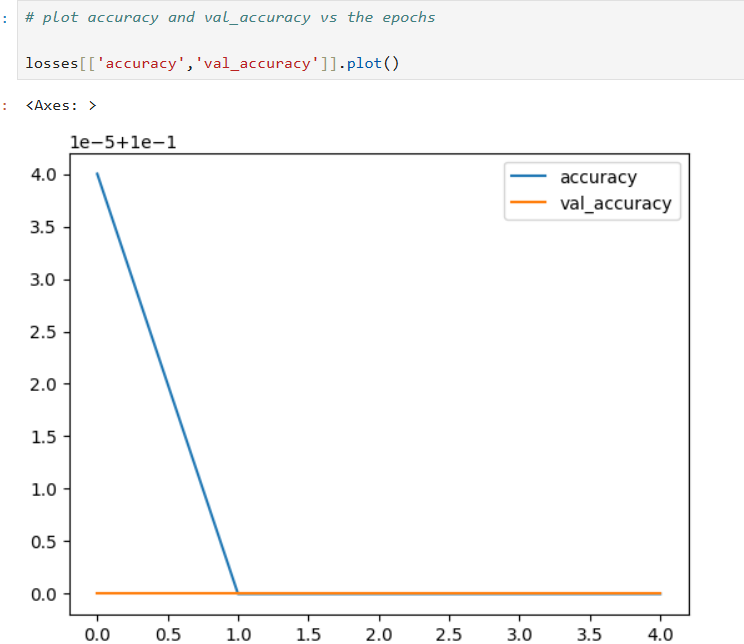 : # plot accuracy and val_accuracy vs the epochs
losses[['accuracy','val_accuracy']].plot()
: <Axes: >
1e−5+1e−1
accuracy
val_accuracy
4.0
3.5
3.0
2.5
2.0
1.5
1.0
0.5
0.0
0.0 0.5 1.0 1.5 2.0 2.5 3.0 3.5 4.0